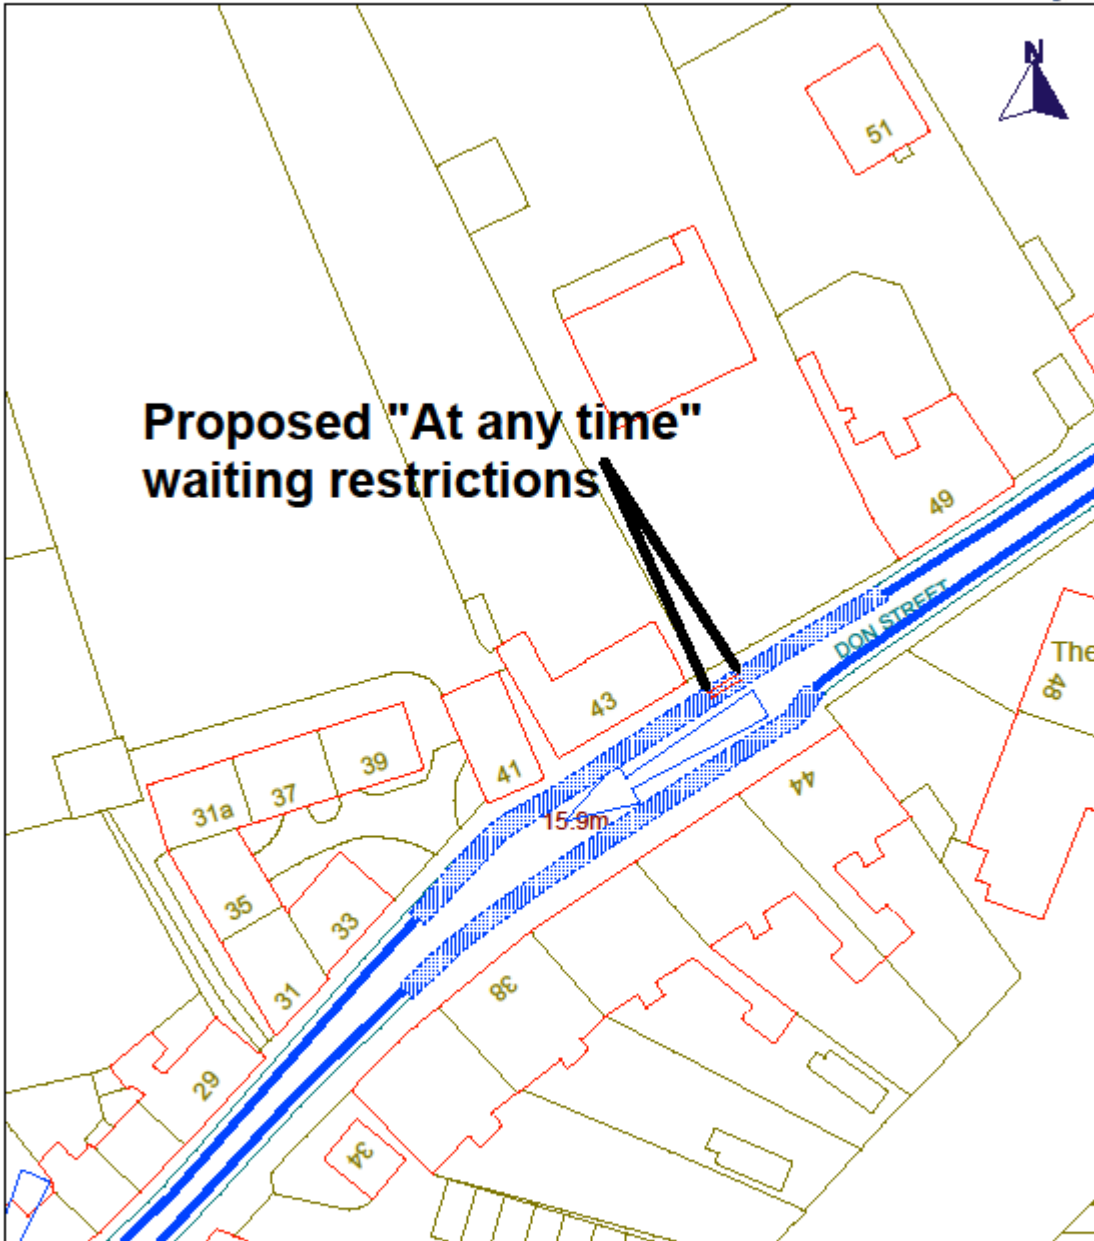 N
51
Proposed "At any time"
waiting restrictions
49
DON STREET
The
48
43
41
39
37
31a
44
15.9m
35
33
38
31
29
34